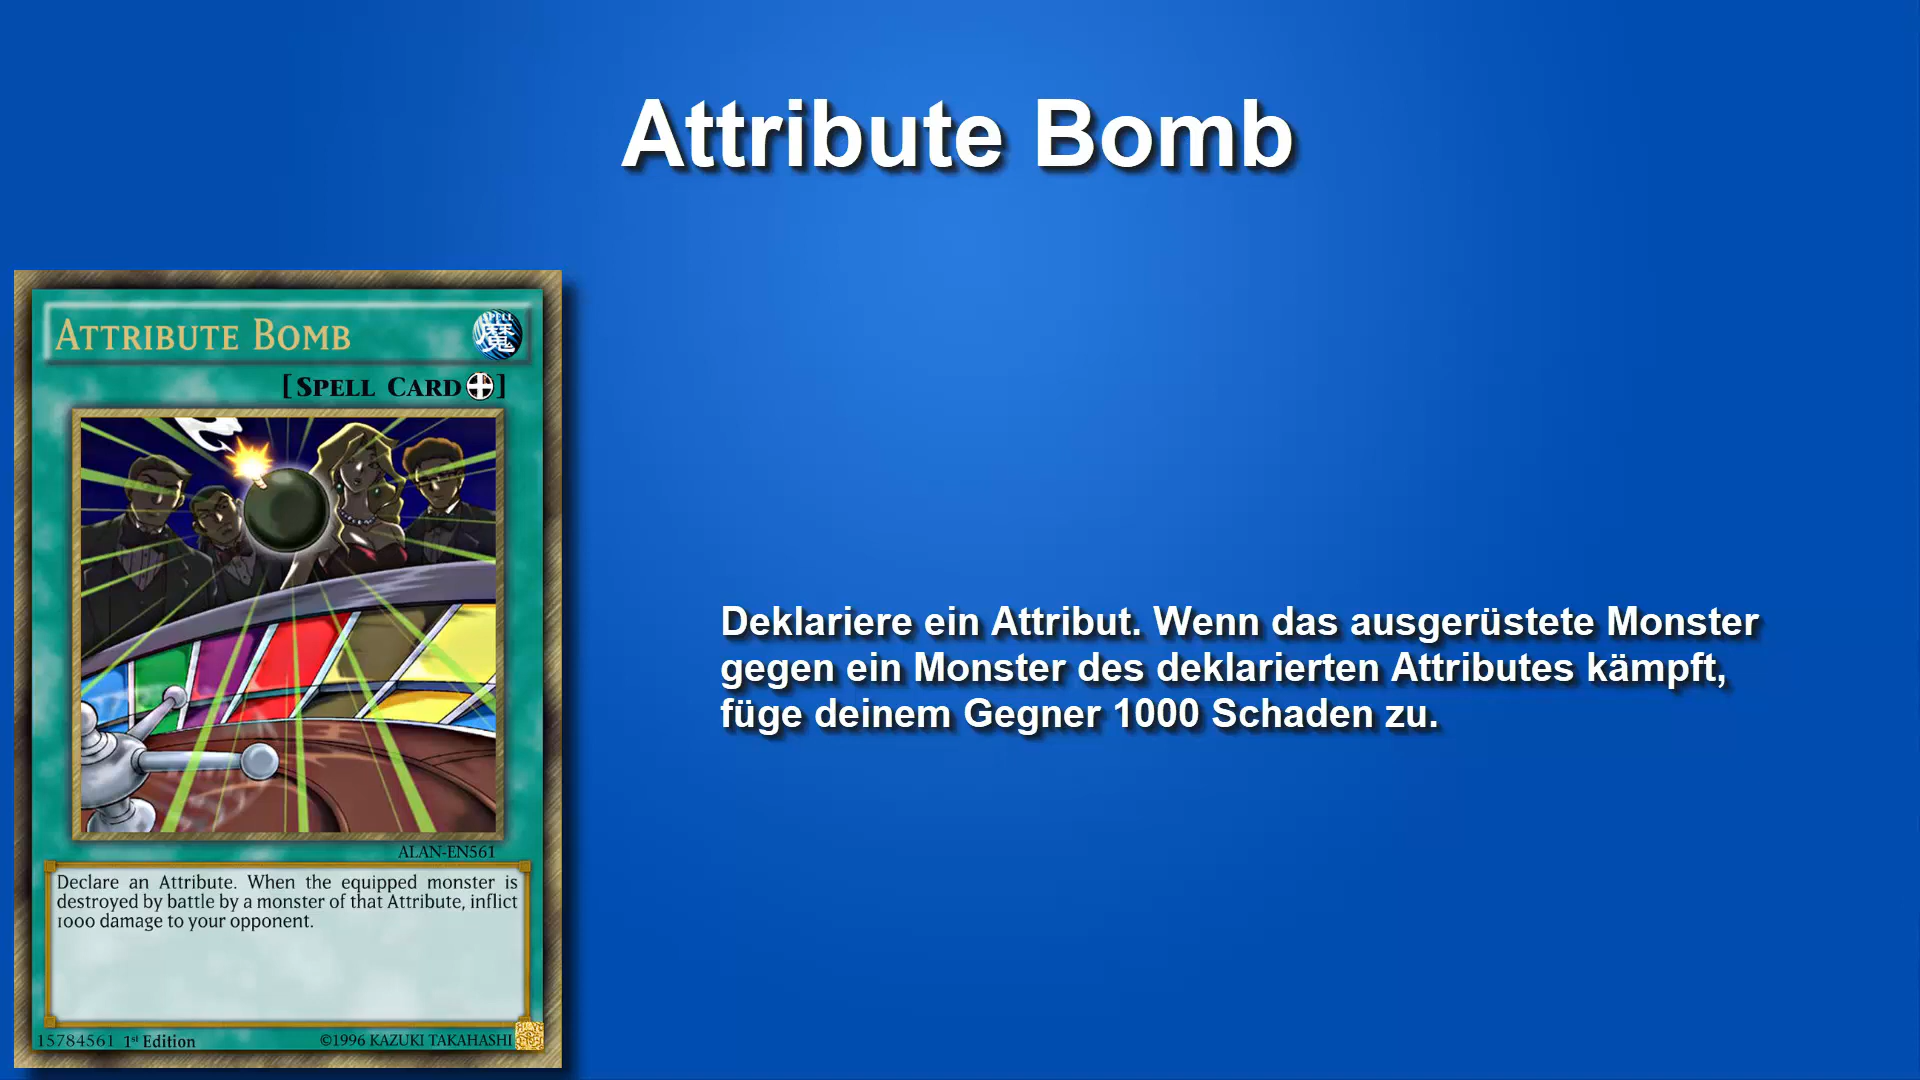 Attribute Bomb
ATTRIBUTE BOMB
SPELL
魔
[SPELL CARD]
Deklariere ein Attribut. Wenn das ausgerüstete Monster
gegen ein Monster des deklarierten Attributes kämpft,
füge deinem Gegner 1000 Schaden zu.
ALAN-EN561
Declare an Attribute. When the equipped monster is
destroyed by battle by a monster of that Attribute, inflict
1000 damage to your opponent.
15784561 1st Edition ©1996 KAZUKI TAKAHASHI